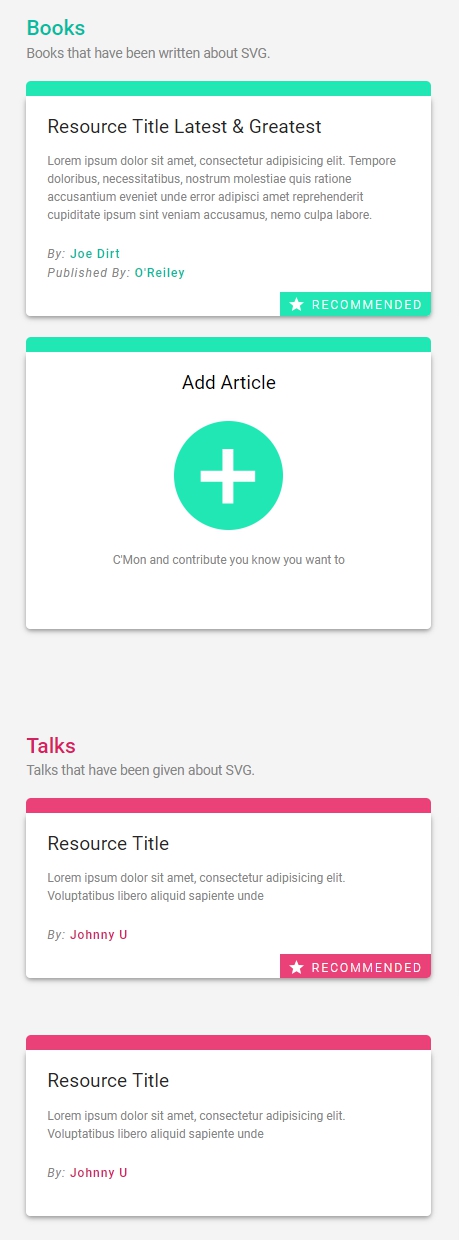 Books
Books that have been written about SVG.
Resource Title Latest & Greatest
Lorem ipsum dolor sit amet, consectetur adipisicing elit. Tempore
doloribus, necessitatibus, nostrum molestiae quis ratione
accusantium eveniet unde error adipisci amet reprehenderit
cupiditate ipsum sint veniam accusamus, nemo culpa labore.
By: Joe Dirt
Published By: O'Reiley
RECOMMENDED
Add Article
C'Mon and contribute you know you want to
Talks
Talks that have been given about SVG.
Resource Title
Lorem ipsum dolor sit amet, consectetur adipisicing elit.
Voluptatibus libero aliquid sapiente unde
By: Johnny U
RECOMMENDED
Resource Title
Lorem ipsum dolor sit amet, consectetur adipisicing elit.
Voluptatibus libero aliquid sapiente unde
By: Johnny U